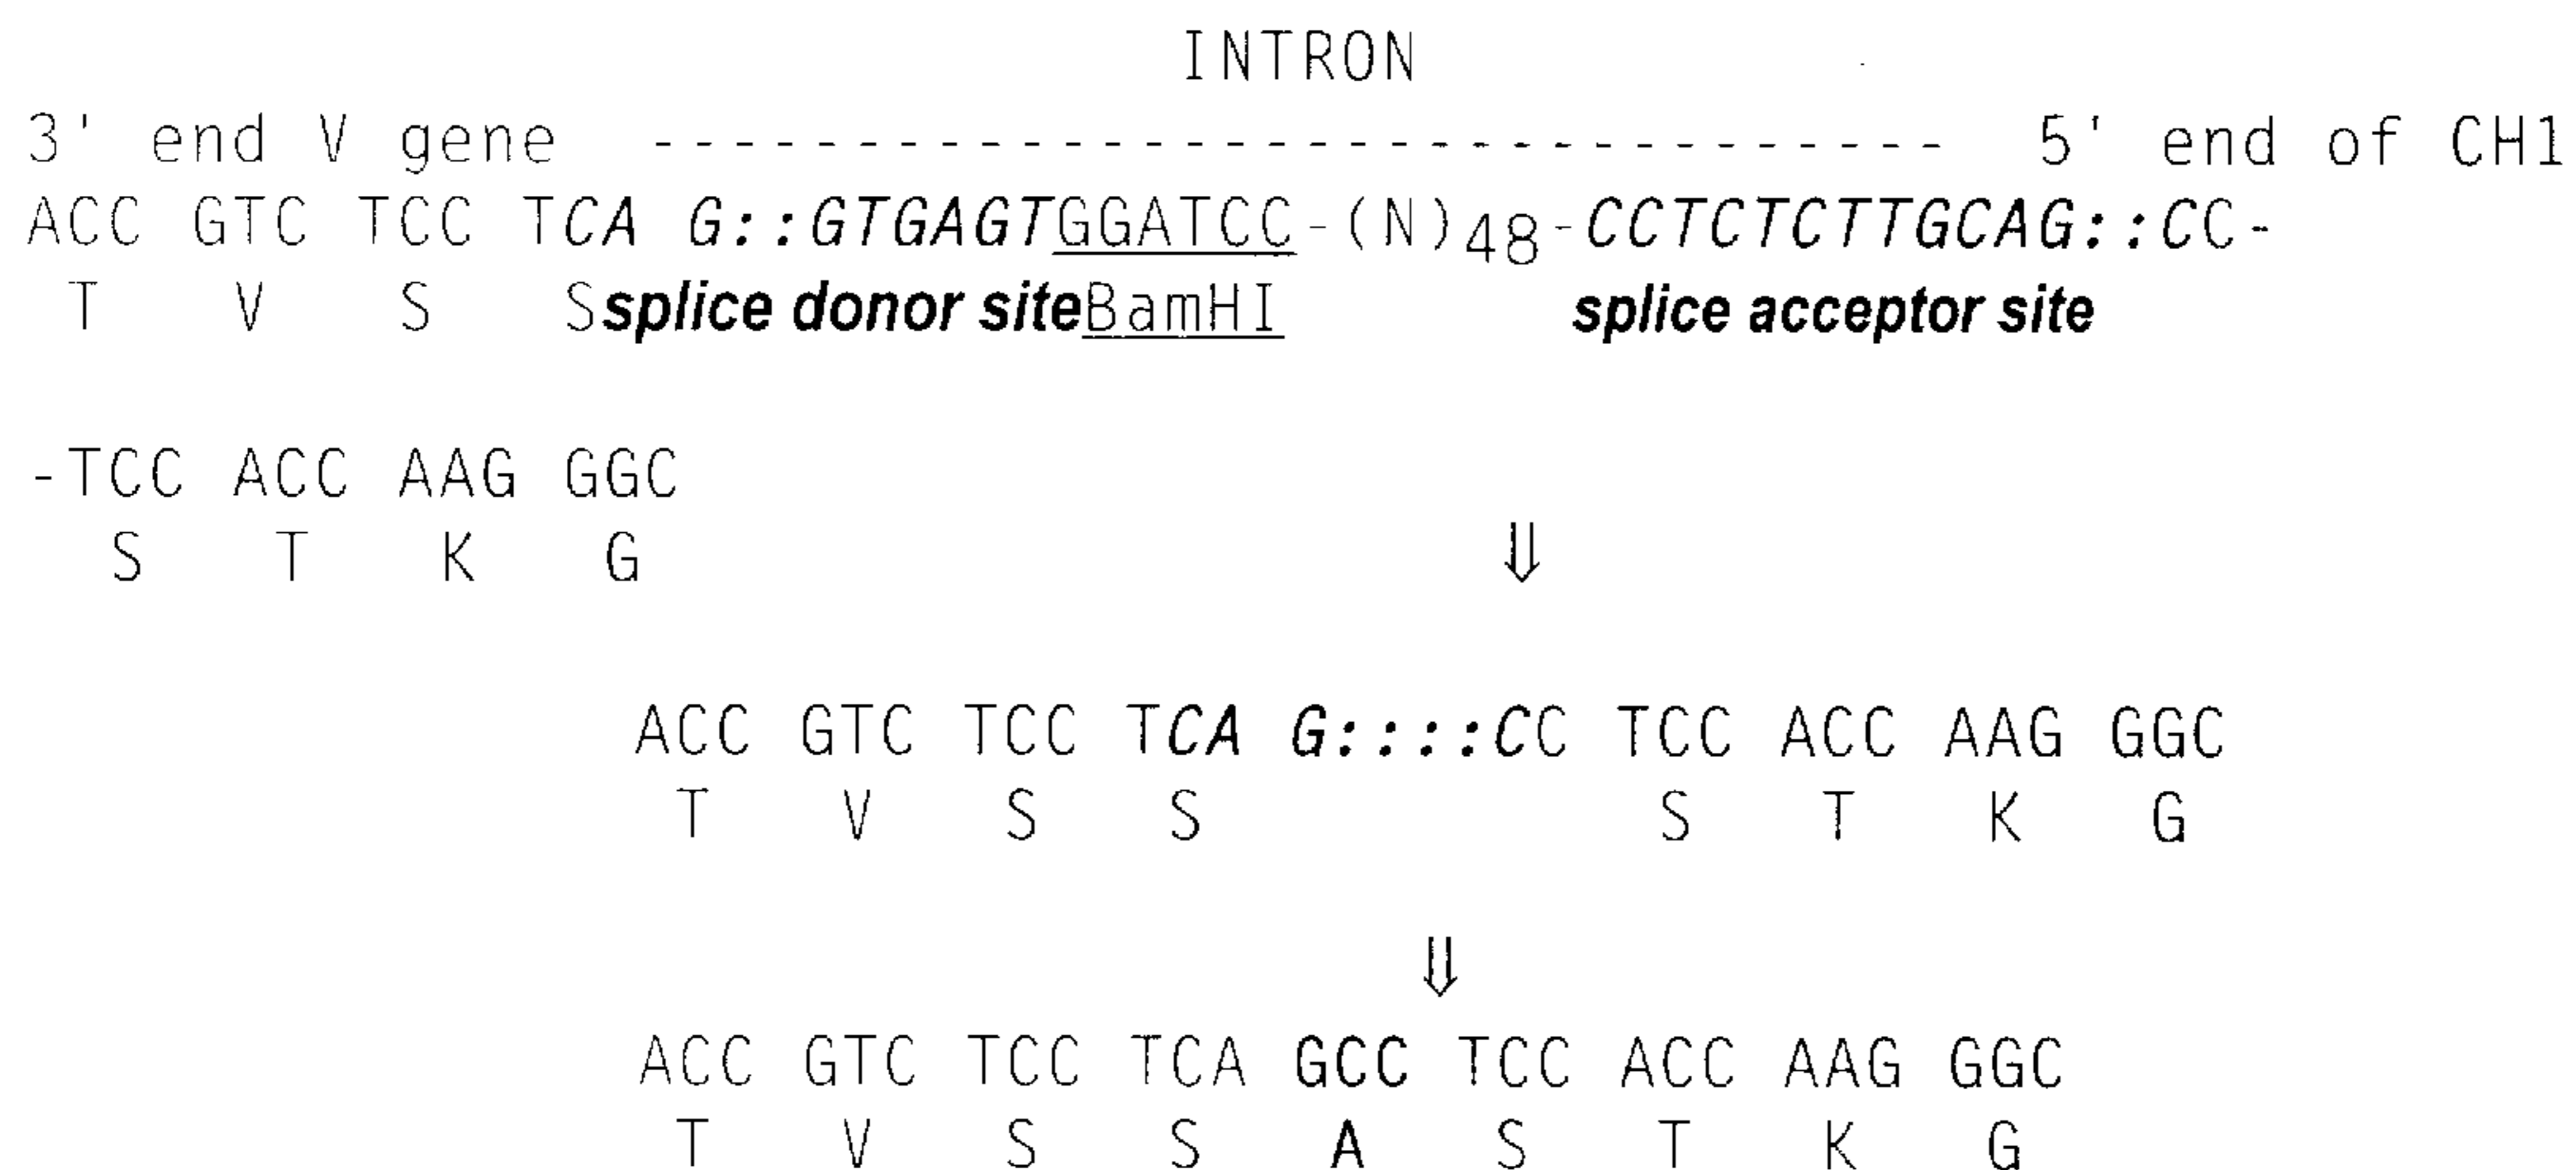 INTRON
3' end V gene -------------------------------- 5' end of CH1
ACC GTC TCC TCA G::GTGAGTGGATCC-(N)48-CCTCTCTTGCAG::CC-
T V S S splice donor site BamHI splice acceptor site
-TCC ACC AAG GGC
S T K G
⇓
ACC GTC TCC TCA G::::CC TCC ACC AAG GGC
T V S S S T K G
⇓
ACC GTC TCC TCA GCC TCC ACC AAG GGC
T V S S A S T K G